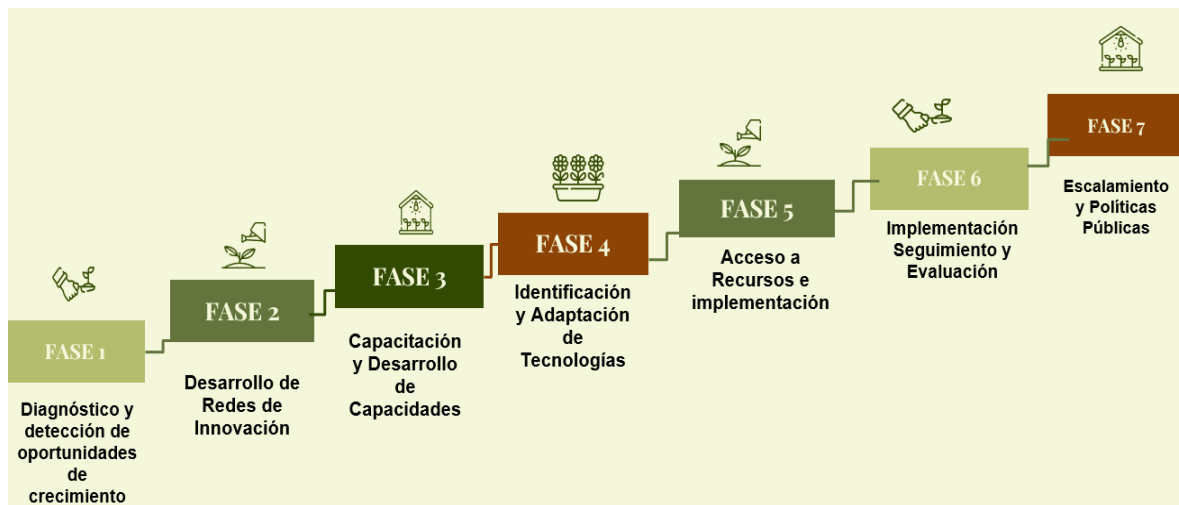 FASE 1
Diagnóstico y
detección de
oportunidades
de
crecimiento
FASE 2
Desarrollo de
Redes de
Innovación
FASE 3
Capacitación
y Desarrollo
de
Capacidades
FASE 4
Identificación
y Adaptación
de
Tecnologías
FASE 5
Acceso a
Recursos e
implementación
FASE 6
Implementación
Seguimiento y
Evaluación
FASE 7
Escalamiento
y Políticas
Públicas